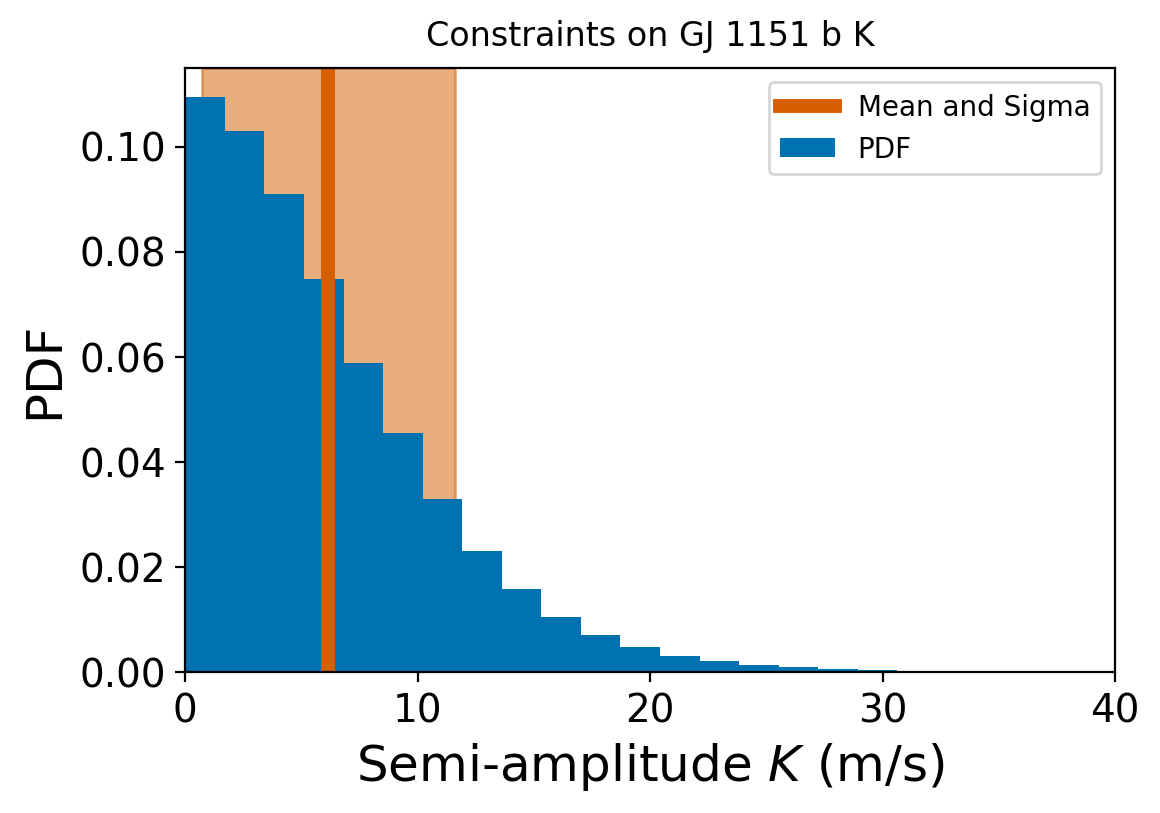 Constraints on GJ 1151 b K
Mean and Sigma
PDF
PDF
0.10
0.08
0.06
0.04
0.02
0.00
0 10 20 30 40
Semi-amplitude K (m/s)